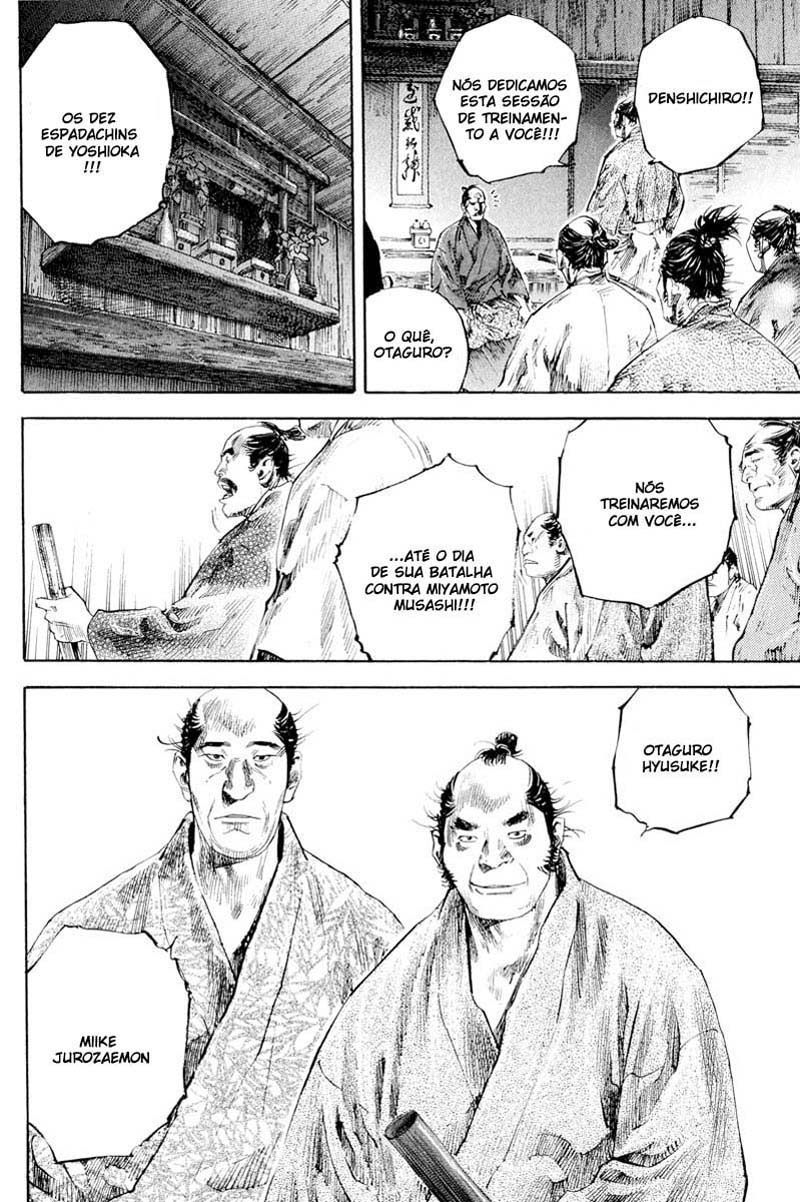 DENSHICHIRO!!
NÓS DEDICAMOS
ESTA SESSÃO
DE TREINAMEN-
TO A VOCÊ!!!
O QUÊ,
OTAGURO?
OS DEZ
ESPADACHINS
DE YOSHIOKA
!!!
NÓS
TREINAREMOS
COM VOCÊ...
...ATÉ O DIA
DE SUA BATALHA
CONTRA MIYAMOTO
MUSASHI!!!
OTAGURO
HYUSUKE!!
MIIKE
JUROZAEMON